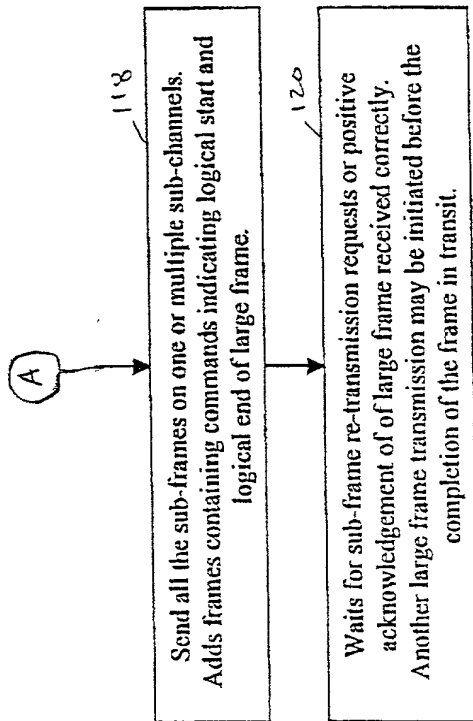 A
118
Send all the sub-frames on one or multiple sub-channels.
Adds frames containing commands indicating logical start and
logical end of large frame.
120
Waits for sub-frame re-transmission requests or positive
acknowledgement of of large frame received correctly.
Another large frame transmission may be initiated before the
completion of the frame in transit.